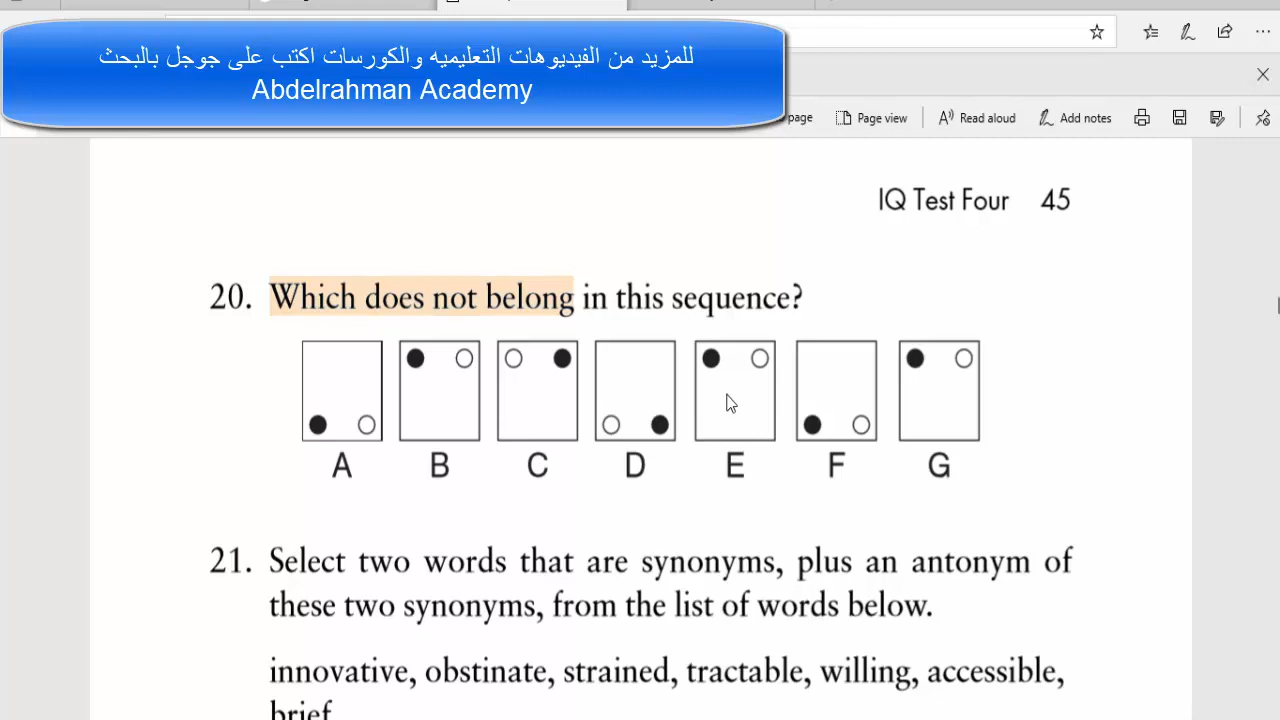 للمزيد من الفيديوهات التعليميه والكورسات اكتب على جوجل بالبحث
Abdelrahman Academy
page
Page view
Read aloud
Add notes
IQ Test Four 45
20. Which does not belong in this sequence?
A B C D E F G
21. Select two words that are synonyms, plus an antonym of
these two synonyms, from the list of words below.
innovative, obstinate, strained, tractable, willing, accessible,
brief